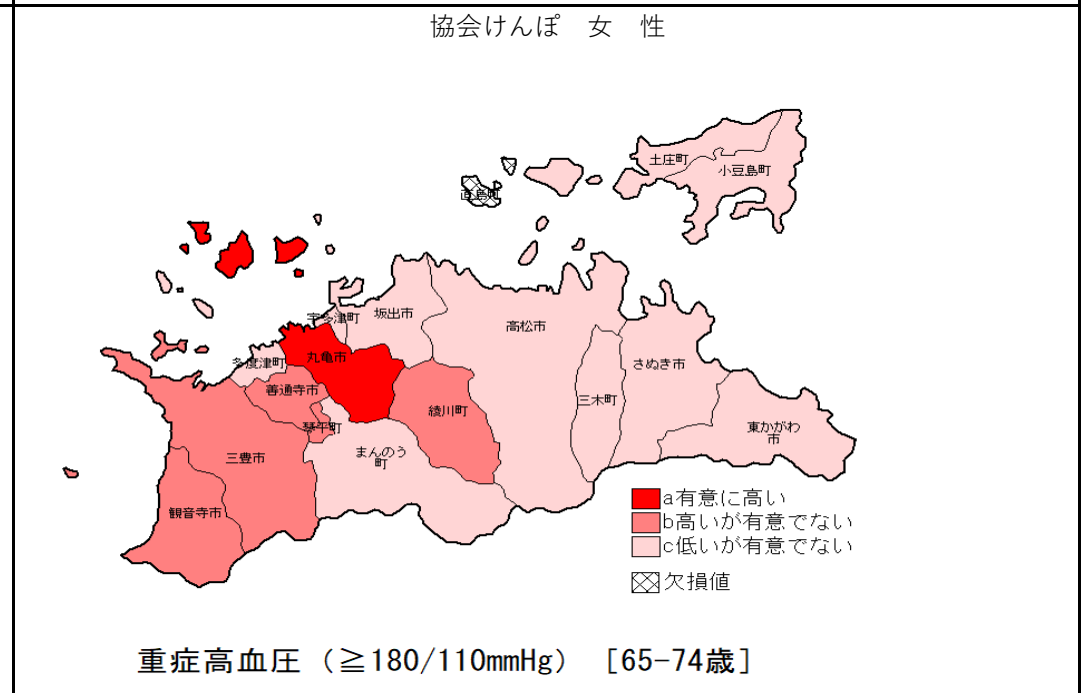 協会けんぽ 女 性
土庄町
小豆島町
直島町
宇多津町
坂出市
高松市
丸亀市
多度津町
さぬき市
善通寺市
三木町
綾川町
琴平町
東かがわ
市
まんのう
町
三豊市
観音寺市
a有意に高い
b高いが有意でない
c低いが有意でない
欠損値
重症高血圧（≧180/110mmHg） ［65-74歳］